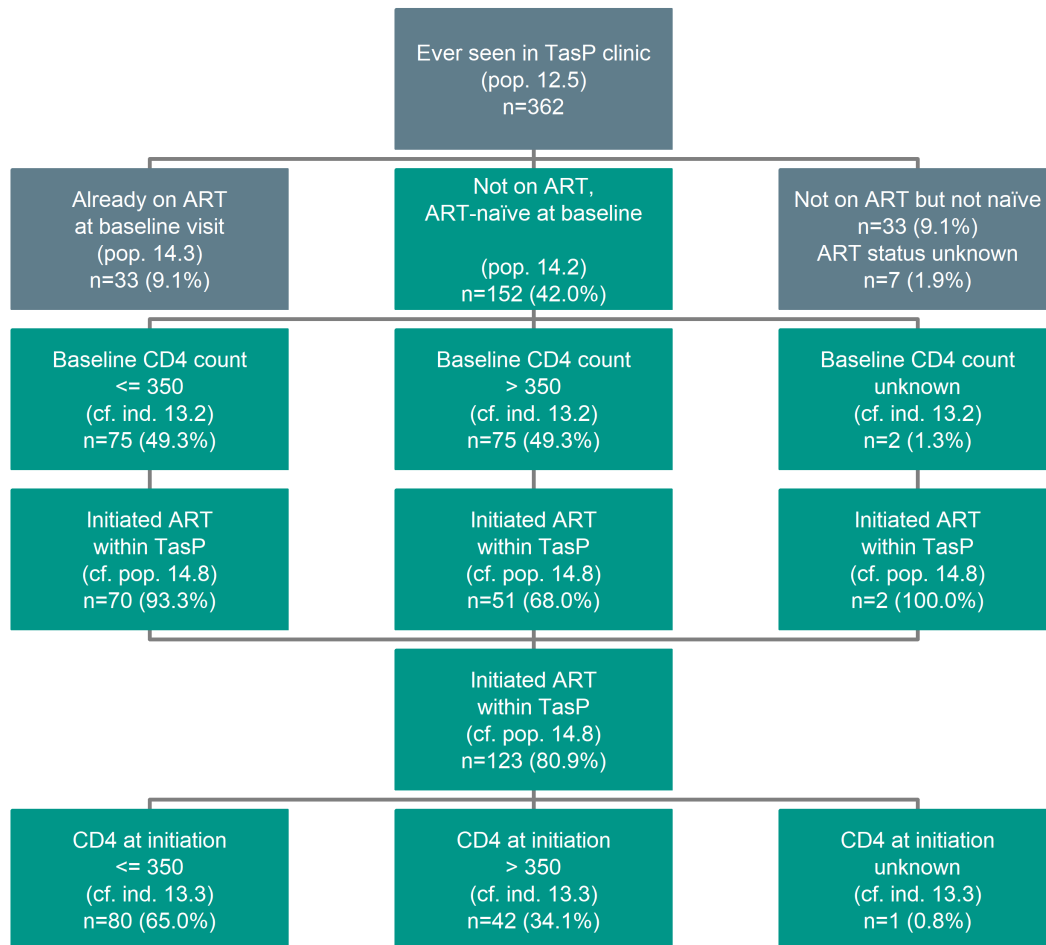 Ever seen in TasP clinic
(pop. 12.5)
n=362
Already on ART
at baseline visit
(pop. 14.3)
n=33 (9.1%)
Not on ART,
ART-naïve at baseline
(pop. 14.2)
n=152 (42.0%)
Not on ART but not naïve
n=33 (9.1%)
ART status unknown
n=7 (1.9%)
Baseline CD4 count
<= 350
(cf. ind. 13.2)
n=75 (49.3%)
Baseline CD4 count
> 350
(cf. ind. 13.2)
n=75 (49.3%)
Baseline CD4 count
unknown
(cf. ind. 13.2)
n=2 (1.3%)
Initiated ART
within TasP
(cf. pop. 14.8)
n=70 (93.3%)
Initiated ART
within TasP
(cf. pop. 14.8)
n=51 (68.0%)
Initiated ART
within TasP
(cf. pop. 14.8)
n=2 (100.0%)
Initiated ART
within TasP
(cf. pop. 14.8)
n=123 (80.9%)
CD4 at initiation
<= 350
(cf. ind. 13.3)
n=80 (65.0%)
CD4 at initiation
> 350
(cf. ind. 13.3)
n=42 (34.1%)
CD4 at initiation
unknown
(cf. ind. 13.3)
n=1 (0.8%)